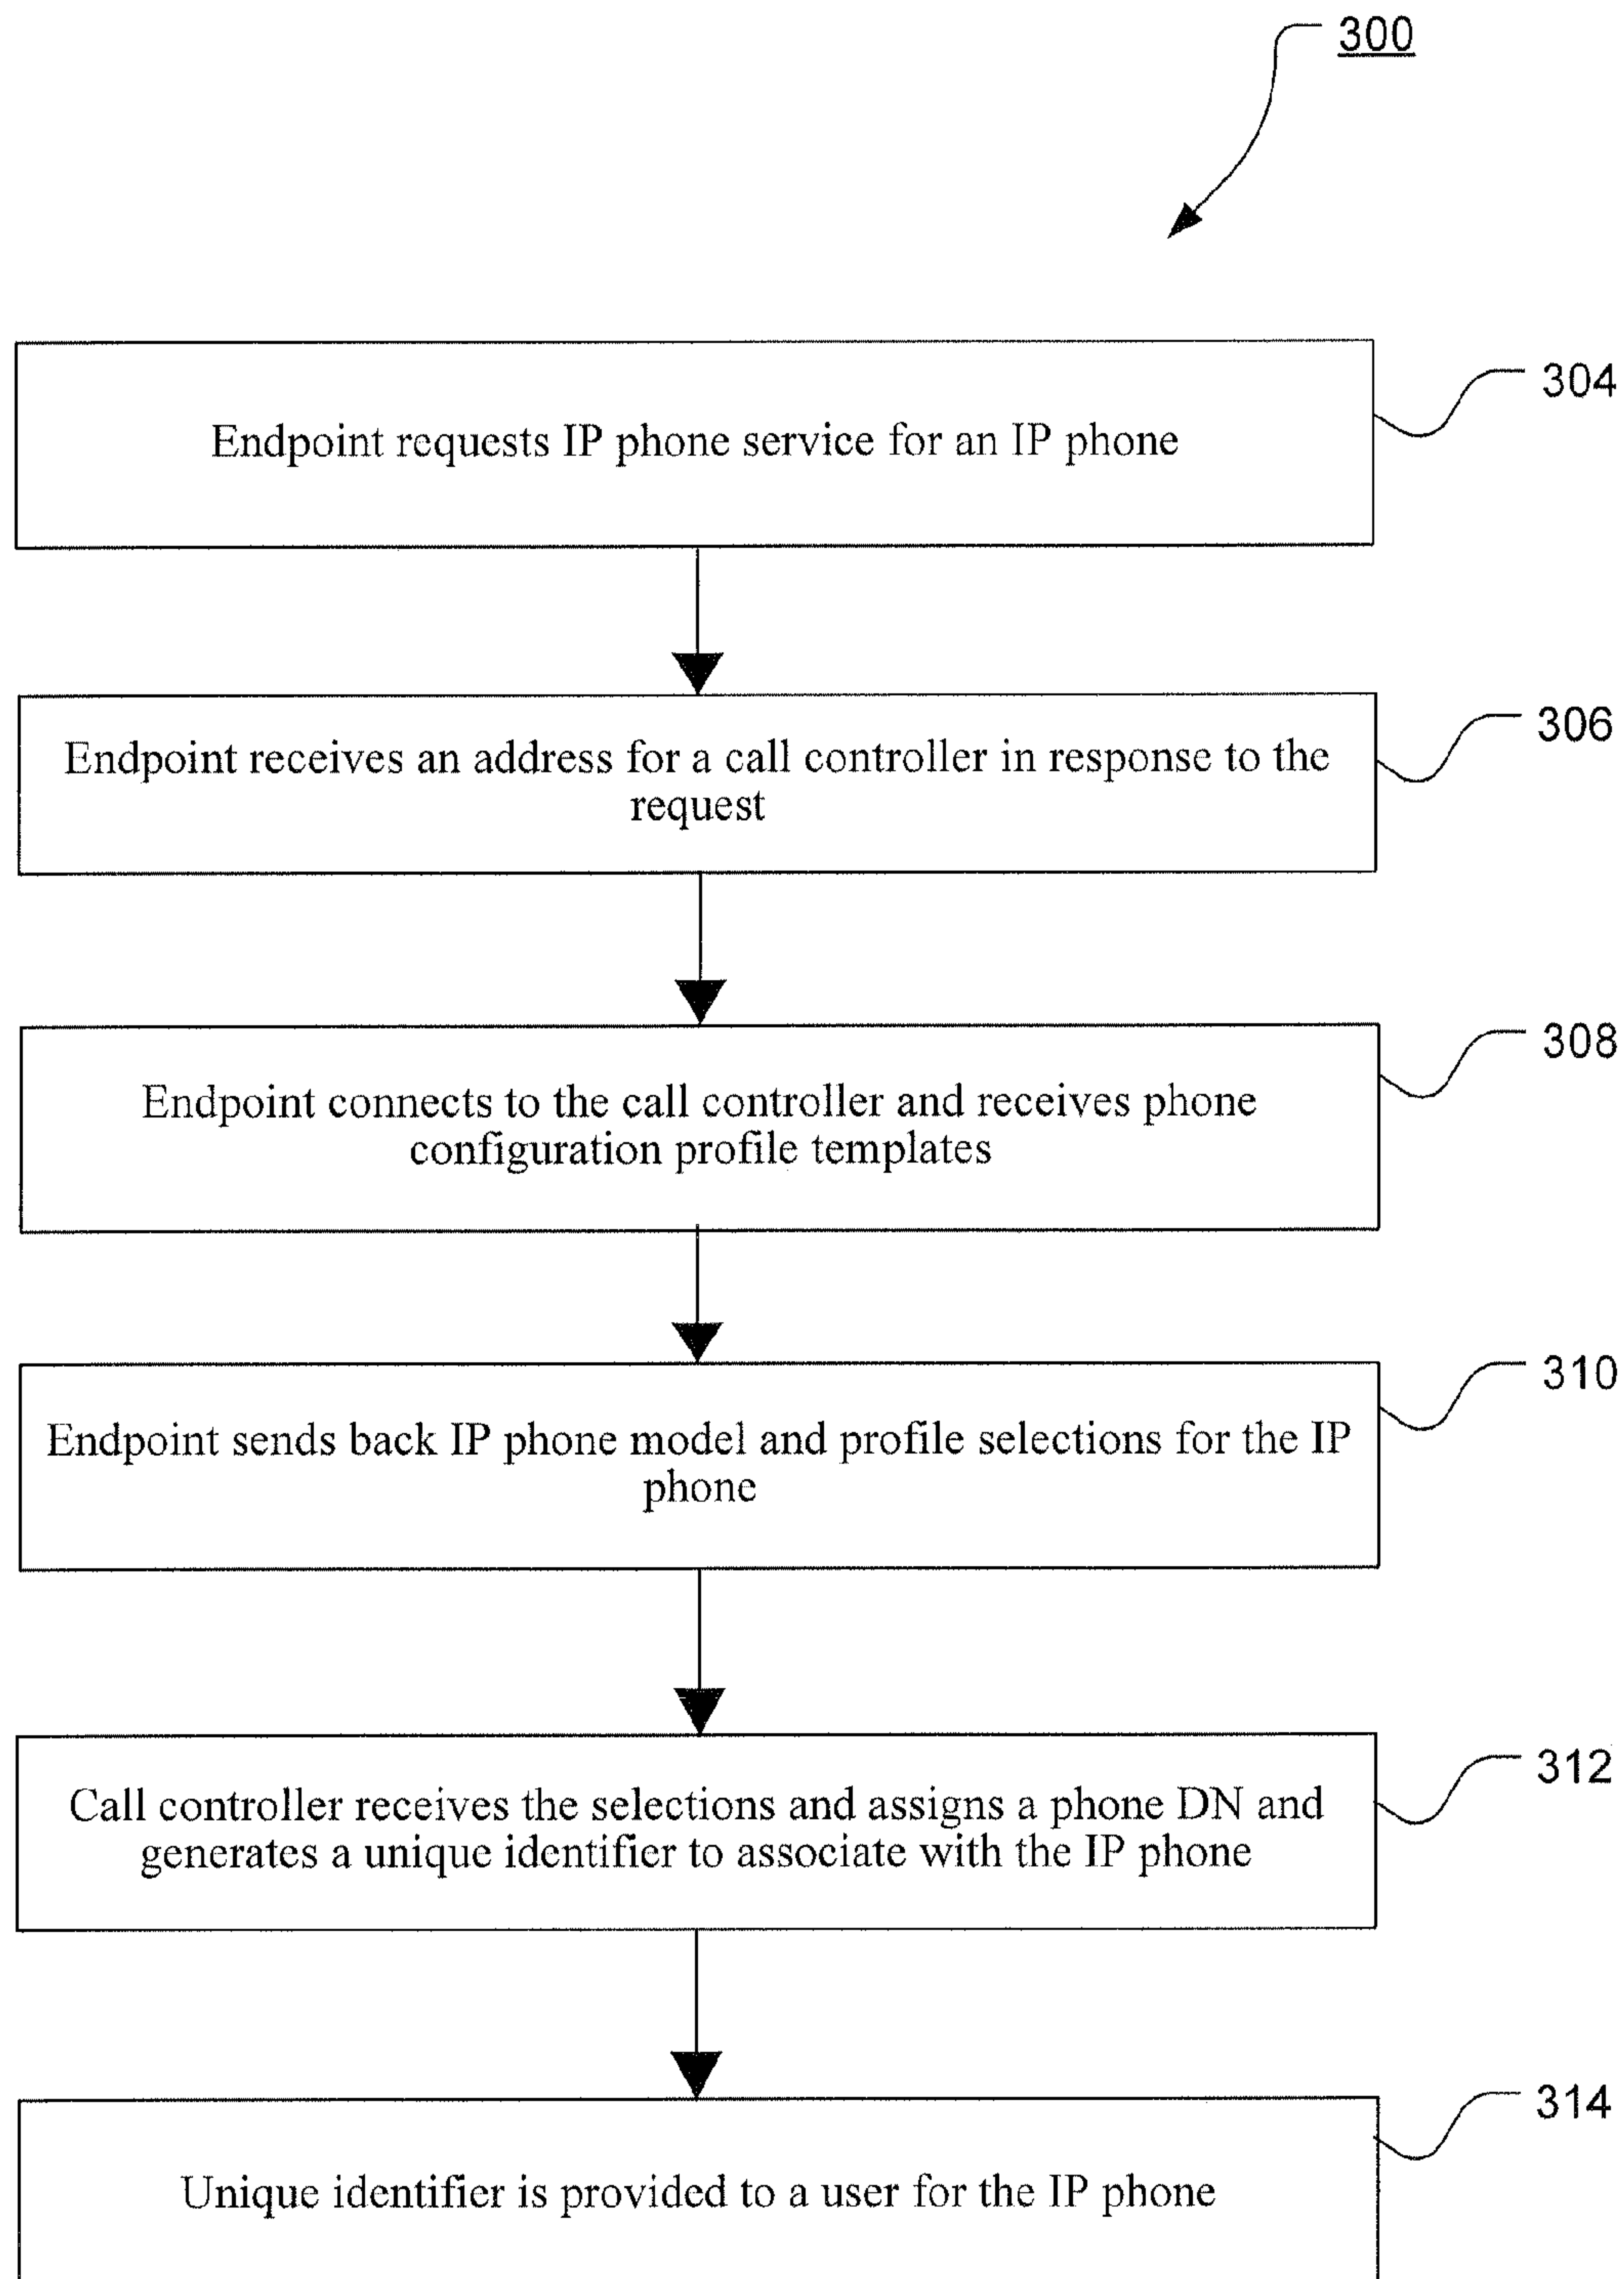 300
304
Endpoint requests IP phone service for an IP phone
306
Endpoint receives an address for a call controller in response to the
request
308
Endpoint connects to the call controller and receives phone
configuration profile templates
310
Endpoint sends back IP phone model and profile selections for the IP
phone
312
Call controller receives the selections and assigns a phone DN and
generates a unique identifier to associate with the IP phone
314
Unique identifier is provided to a user for the IP phone